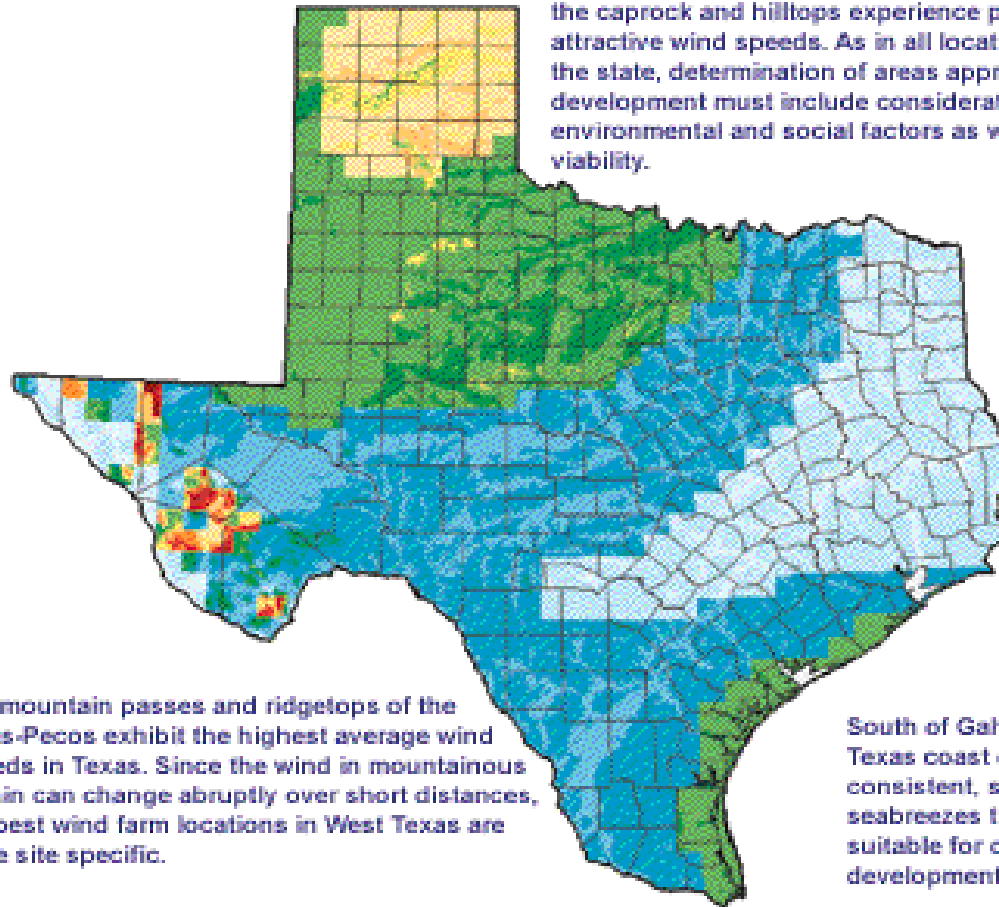 the caprock and hilltops experience p
attractive wind speeds. As in all locat
the state, determination of areas appr
development must include considerat
environmental and social factors as w
viability.
mountain passes and ridgetops of the
s-Pecos exhibit the highest average wind
eds in Texas. Since the wind in mountainous
in can change abruptly over short distances,
best wind farm locations in West Texas are
e site specific.
South of Gal
Texas coast
consistent, s
seabreezes t
suitable for c
development